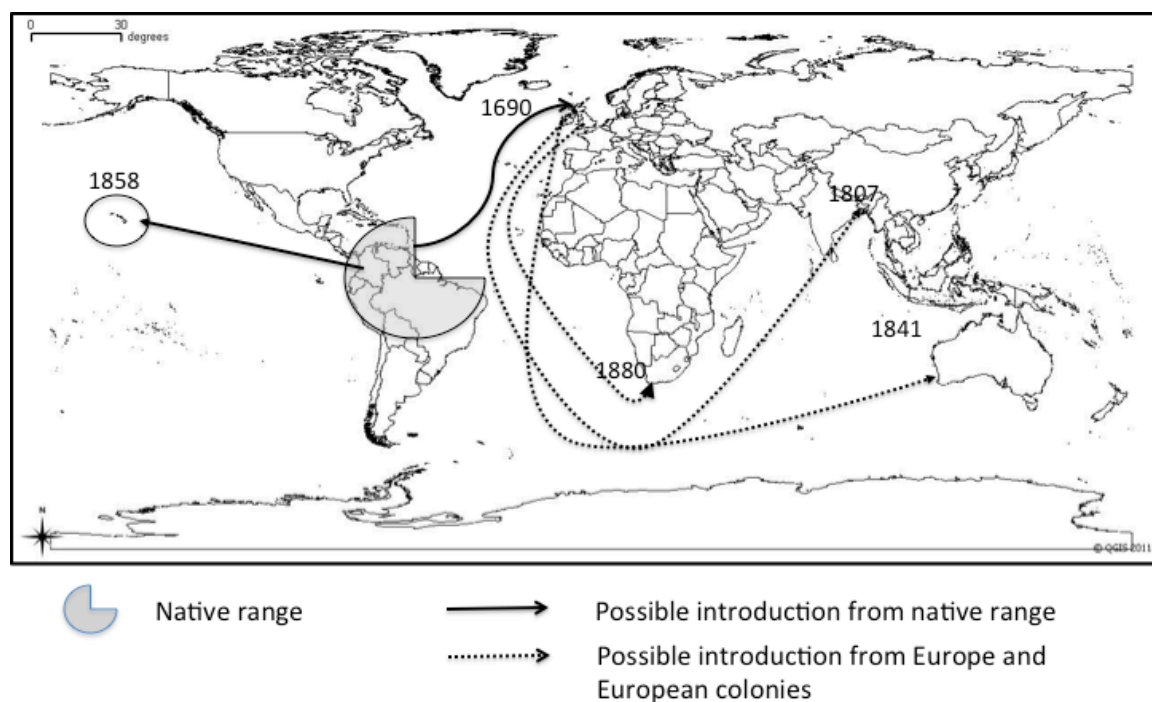 0 30
degrees
1690
1858
1807
1841
1880
N
© QGIS 2011
Native range
Possible introduction from native range
Possible introduction from Europe and
European colonies